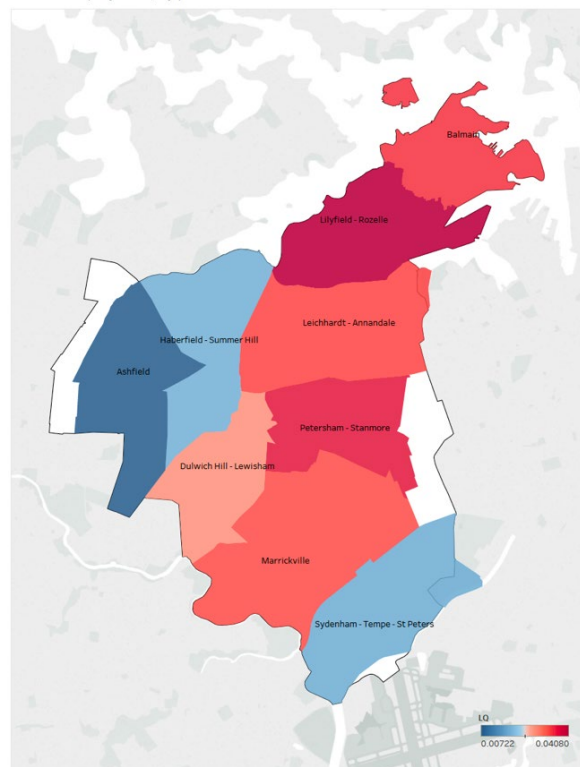 Balmain
Lilyfield - Rozelle
Leichhardt - Annandale
Haberfield - Summer Hill
Ashfield
Petersham - Stanmore
Dulwich Hill - Lewisham
Marrickville
Sydenham - Tempe - St Peters
LQ
0.00722 0.04080